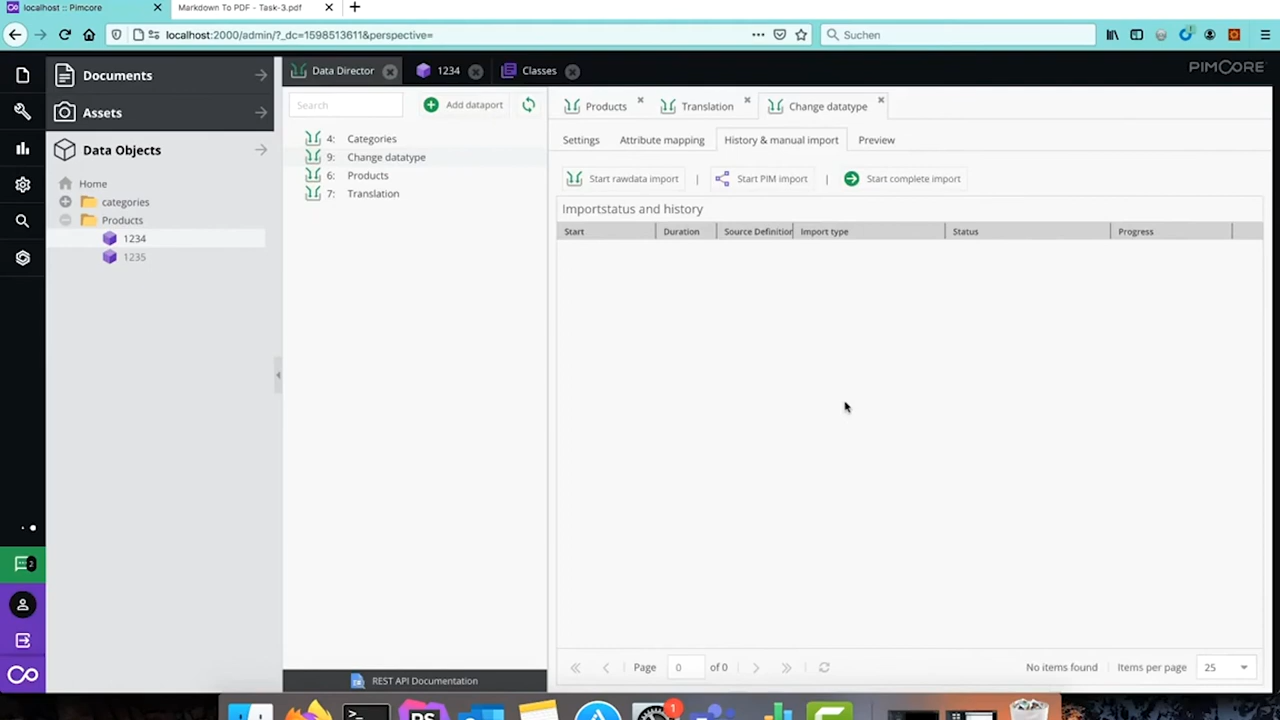 localhost :: Pimcore
Markdown To PDF - Task-3.pdf
localhost:2000/admin/?_dc=1598513611&perspective=
Suchen
Documents
Assets
Data Objects
Home
categories
Products
1234
1235
Data Director
1234
Classes
PIMCORE
Search
Add dataport
4: Categories
9: Change datatype
6: Products
7: Translation
REST API Documentation
Products
Translation
Change datatype
Settings
Attribute mapping
History & manual import
Preview
Start rawdata import
|
Start PIM import
|
Start complete import
Importstatus and history
Start
Duration
Source Definition
Import type
Status
Progress
Page
0
of 0
No items found
Items per page
25
2
PS
1